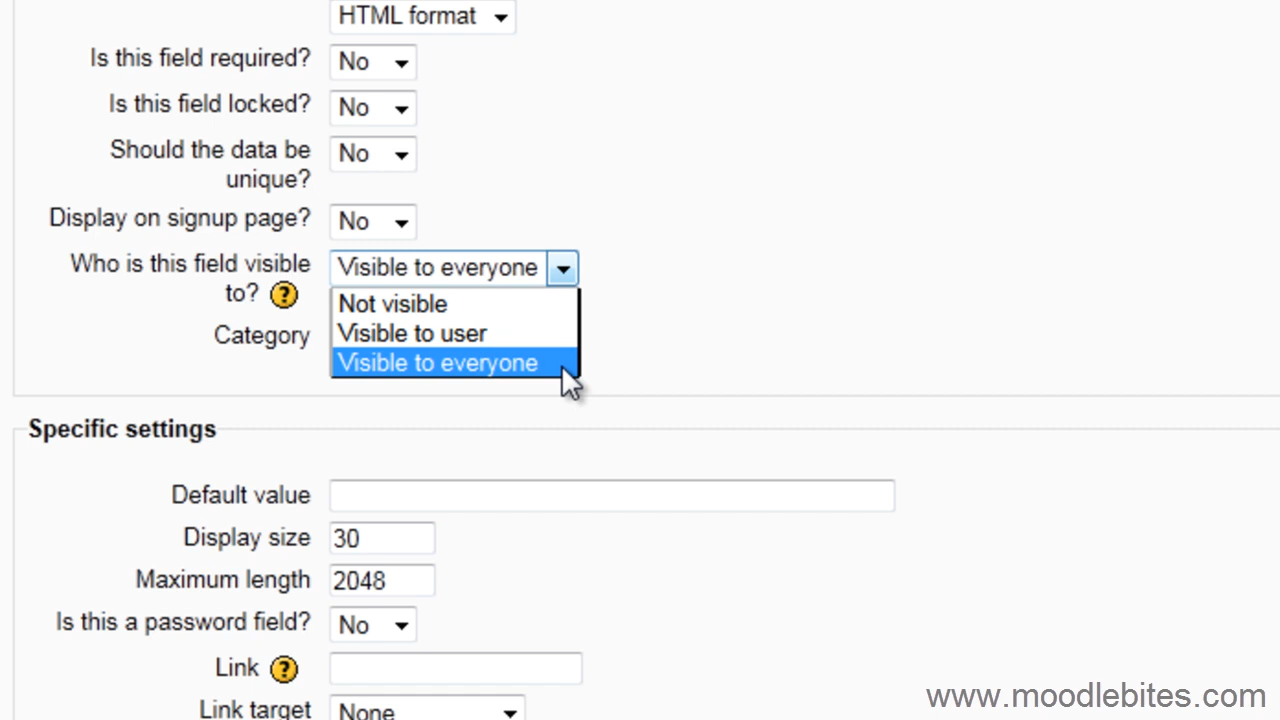 HTML format
Is this field required? No
Is this field locked? No
Should the data be
unique? No
Display on signup page? No
Who is this field visible
to? ? Visible to everyone
Not visible
Visible to user
Visible to everyone
Category
Specific settings
Default value
Display size 30
Maximum length 2048
Is this a password field? No
Link ?
Link target None
www.moodlebites.com